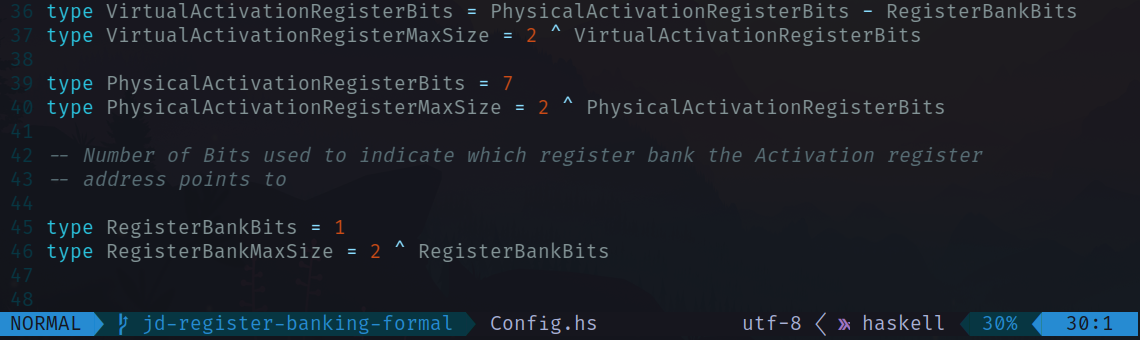 36 type VirtualActivationRegisterBits = PhysicalActivationRegisterBits - RegisterBankBits
37 type VirtualActivationRegisterMaxSize = 2 ^ VirtualActivationRegisterBits
38
39 type PhysicalActivationRegisterBits = 7
40 type PhysicalActivationRegisterMaxSize = 2 ^ PhysicalActivationRegisterBits
41
42 -- Number of Bits used to indicate which register bank the Activation register
43 -- address points to
44
45 type RegisterBankBits = 1
46 type RegisterBankMaxSize = 2 ^ RegisterBankBits
47
48
NORMAL jd-register-banking-formal Config.hs utf-8 haskell 30% 30:1